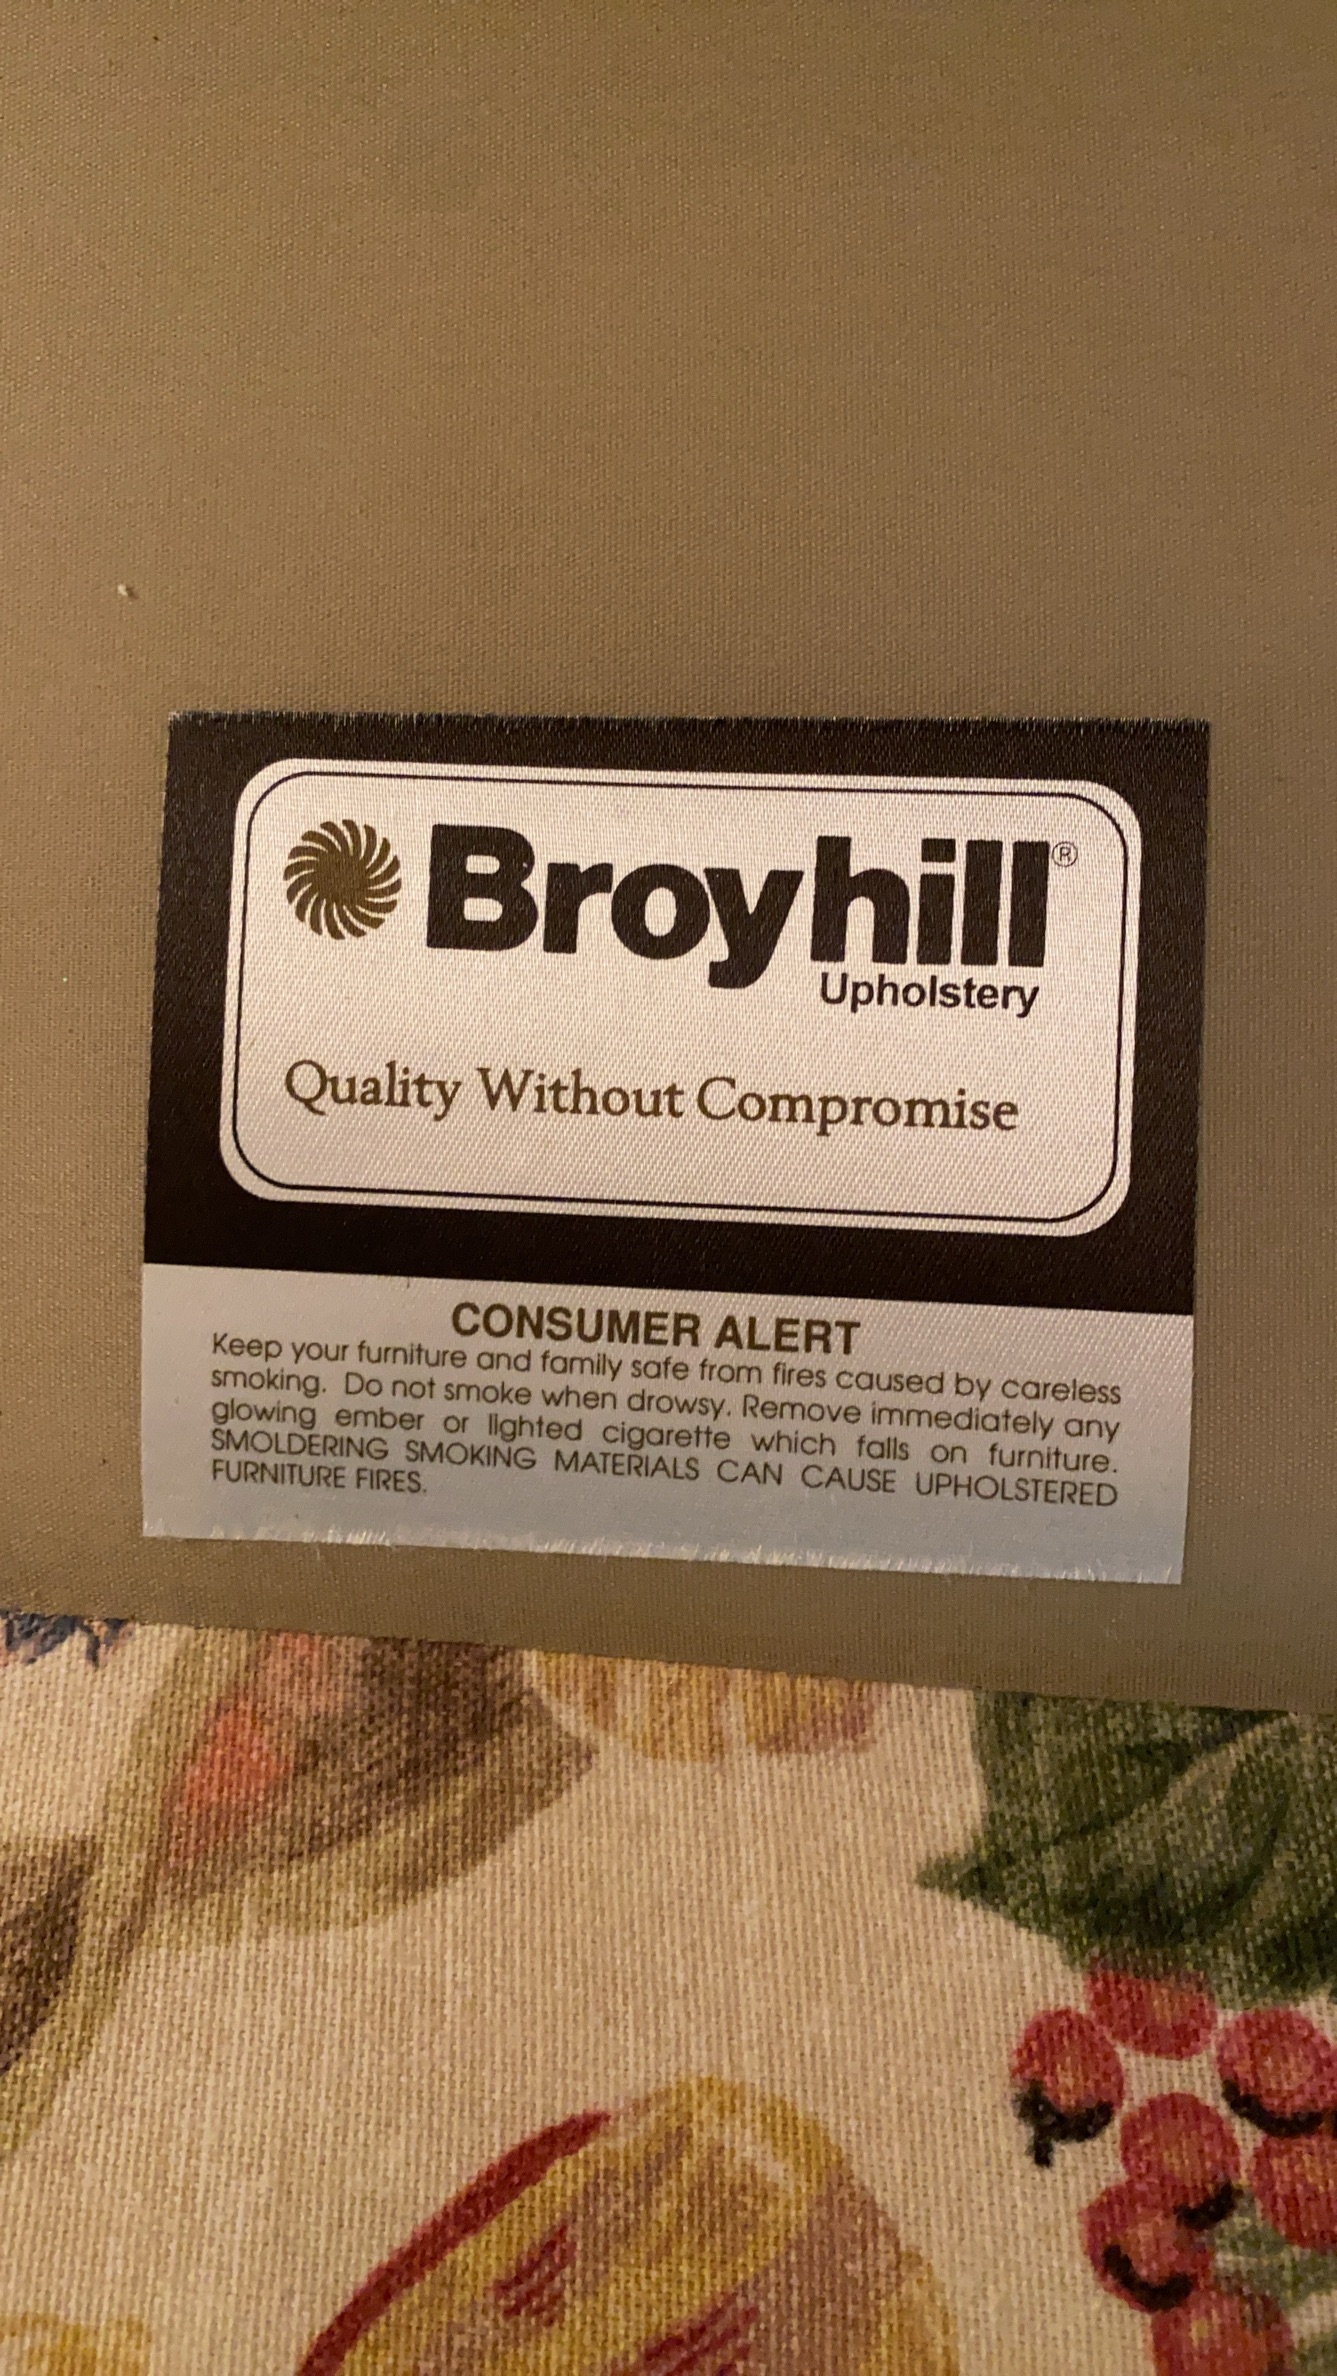 Broyhill®
Upholstery
Quality Without Compromise
CONSUMER ALERT
Keep your furniture and family safe from fires caused by careless
smoking. Do not smoke when drowsy. Remove immediately any
glowing ember or lighted cigarette which falls on furniture.
SMOLDERING SMOKING MATERIALS CAN CAUSE UPHOLSTERED
FURNITURE FIRES.